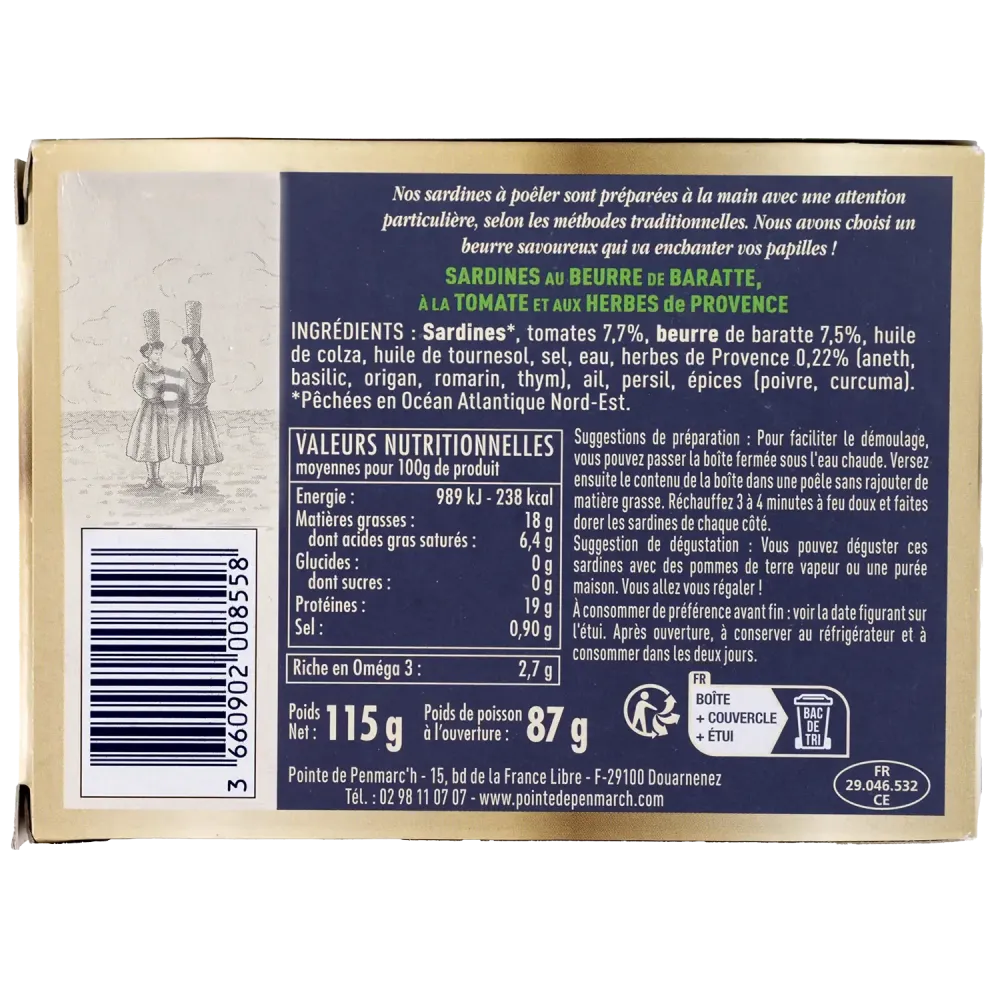 Nos sardines à poêler sont préparées à la main avec une attention
particulière, selon les méthodes traditionnelles. Nous avons choisi un
beurre savoureux qui va enchanter vos papilles !
SARDINES AU BEURRE DE BARATTE,
À LA TOMATE ET AUX HERBES de PROVENCE
INGRÉDIENTS : Sardines*, tomates 7,7%, beurre de baratte 7,5%, huile
de colza, huile de tournesol, sel, eau, herbes de Provence 0,22% (aneth,
basilic, origan, romarin, thym), ail, persil, épices (poivre, curcuma).
*Pêchées en Océan Atlantique Nord-Est.
VALEURS NUTRITIONNELLES
moyennes pour 100g de produit
Energie : 989 kJ - 238 kcal
Matières grasses : 18 g
dont acides gras saturés : 6,4 g
Glucides : 0 g
dont sucres : 0 g
Protéines : 19 g
Sel : 0,90 g
Riche en Oméga 3 : 2,7 g
Suggestions de préparation : Pour faciliter le démoulage,
vous pouvez passer la boîte fermée sous l'eau chaude. Versez
ensuite le contenu de la boîte dans une poêle sans rajouter de
matière grasse. Réchauffez 3 à 4 minutes à feu doux et faites
dorer les sardines de chaque côté.
Suggestion de dégustation : Vous pouvez déguster ces
sardines avec des pommes de terre vapeur ou une purée
maison. Vous allez vous régaler !
À consommer de préférence avant fin : voir la date figurant sur
l'étui. Après ouverture, à conserver au réfrigérateur et à
consommer dans les deux jours.
Poids
Net : 115 g
Poids de poisson
à l'ouverture : 87 g
FR
BOÎTE
+ COUVERCLE
+ ÉTUI
BAC
DE
TRI
Pointe de Penmarc'h - 15, bd de la France Libre - F-29100 Douarnenez
Tél. : 02 98 11 07 07 - www.pointedepenmarch.com
FR
29.046.532
CE
3 660902 008558